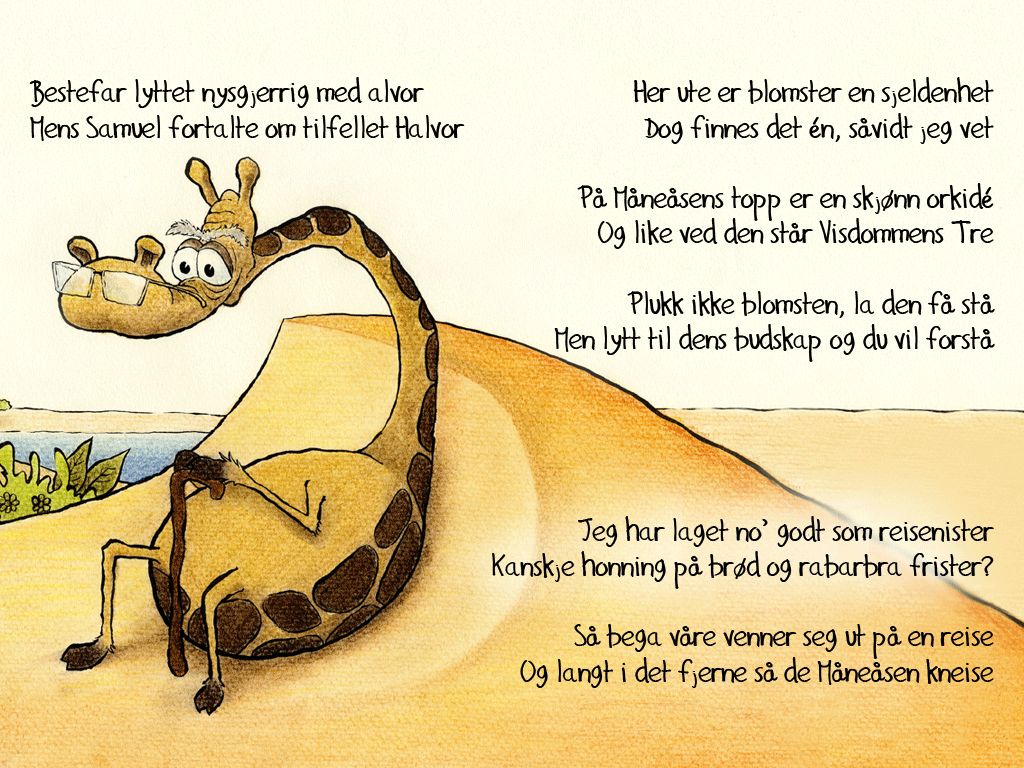 Bestefar lyttet nysgjerrig med alvor
Mens Samuel fortalte om tilfellet Halvor
Her ute er blomster en sjeldenhet
Dog finnes det én, såvidt jeg vet
På Måneåsens topp er en skjønn orkidé
Og like ved den står Visdommens Tre
Plukk ikke blomsten, la den få stå
Men lytt til dens budskap og du vil forstå
Jeg har laget no' godt som reisenister
Kanskje honning på brød og rabarbra frister?
Så bega våre venner seg ut på en reise
Og langt i det fjerne så de Måneåsen kneise